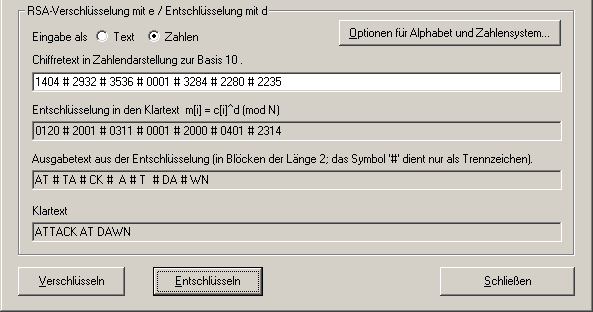 RSA-Verschlüsselung mit e / Entschlüsselung mit d
Eingabe als Text Zahlen
Optionen für Alphabet und Zahlensystem...
Chiffretext in Zahlendarstellung zur Basis 10 .
1404 # 2932 # 3536 # 0001 # 3284 # 2280 # 2235
Entschlüsselung in den Klartext m[i] = c[i]^d (mod N)
0120 # 2001 # 0311 # 0001 # 2000 # 0401 # 2314
Ausgabetext aus der Entschlüsselung (in Blöcken der Länge 2; das Symbol '#' dient nur als Trennzeichen).
AT # TA # CK #  A # T  # DA # WN
Klartext
ATTACK AT DAWN
Verschlüsseln Entschlüsseln Schließen